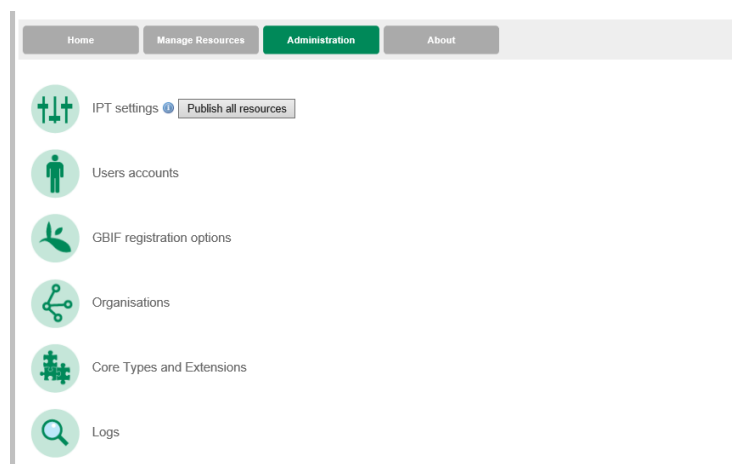 Home Manage Resources Administration About
IPT settings Publish all resources
Users accounts
GBIF registration options
Organisations
Core Types and Extensions
Logs